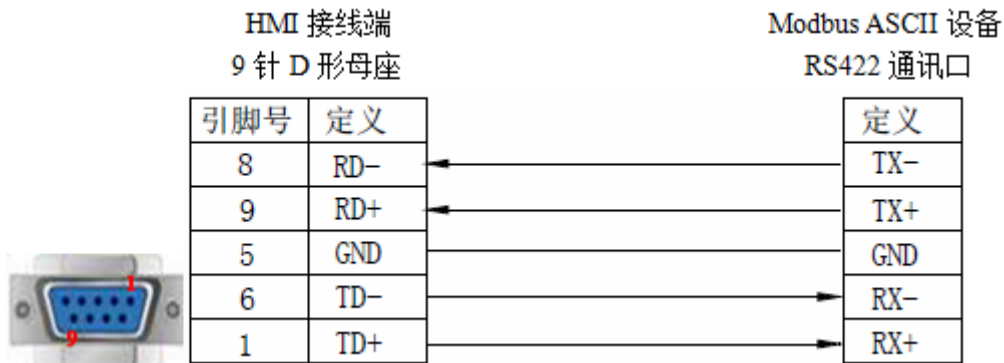 HMI 接线端 Modbus ASCII 设备
9 针 D 形母座 RS422 通讯口
引脚号 定义 定义
8 RD- TX-
9 RD+ TX+
5 GND GND
1
6 TD- RX-
9
1 TD+ RX+